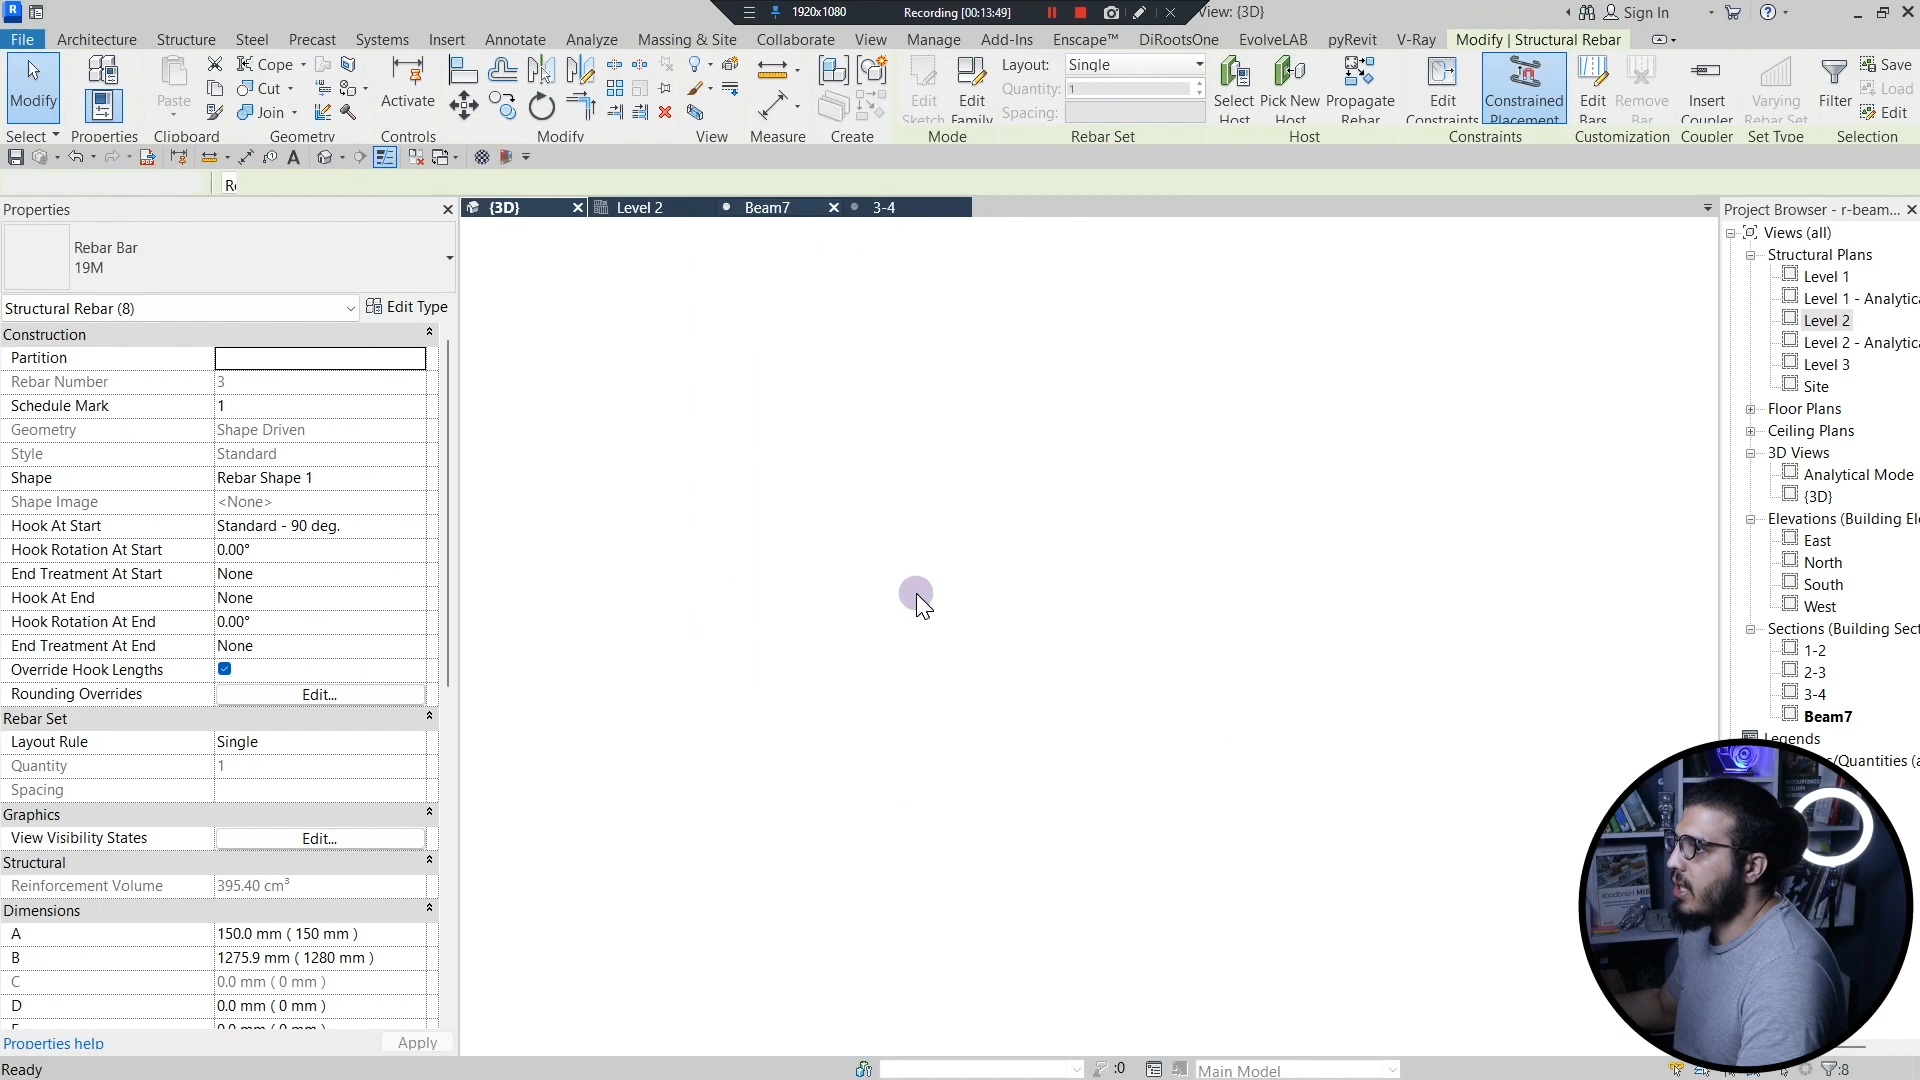 1920x1080
Recording [00:13:49]
View: {3D}
Sign In
File
Architecture
Structure
Steel
Precast
Systems
Insert
Annotate
Analyze
Massing & Site
Collaborate
View
Manage
Add-Ins
Enscape™
DiRootsOne
EvolveLAB
pyRevit
V-Ray
Modify | Structural Rebar
Modify
Paste
Cope
Cut
Join
Activate
Edit
Sketch
Edit
Family
Layout:
Single
Quantity:
1
Spacing:
Select
Host
Pick New
Host
Propagate
Rebar
Edit
Constraints
Constrained
Placement
Edit
Bars
Remove
Bar
Insert
Coupler
Varying
Rebar Set
Filter
Save
Load
Edit
Select
Properties
Clipboard
Geometry
Controls
Modify
View
Measure
Create
Mode
Rebar Set
Host
Constraints
Customization
Coupler
Set Type
Selection
Properties
Rebar Bar
19M
Structural Rebar (8)
Edit Type
Construction
Partition
Rebar Number 3
Schedule Mark 1
Geometry Shape Driven
Style Standard
Shape Rebar Shape 1
Shape Image <None>
Hook At Start Standard - 90 deg.
Hook Rotation At Start 0.00°
End Treatment At Start None
Hook At End None
Hook Rotation At End 0.00°
End Treatment At End None
Override Hook Lengths
Rounding Overrides Edit...
Rebar Set
Layout Rule Single
Quantity 1
Spacing
Graphics
View Visibility States Edit...
Structural
Reinforcement Volume 395.40 cm³
Dimensions
A 150.0 mm ( 150 mm )
B 1275.9 mm ( 1280 mm )
C 0.0 mm ( 0 mm )
D 0.0 mm ( 0 mm )
Properties help
Apply
Ready
{3D}
Level 2
Beam7
3-4
Project Browser - r-beam...
Views (all)
Structural Plans
Level 1
Level 1 - Analytica
Level 2
Level 2 - Analytica
Level 3
Site
Floor Plans
Ceiling Plans
3D Views
Analytical Mode
{3D}
Elevations (Building El
East
North
South
West
Sections (Building Sect
1-2
2-3
3-4
Beam7
Legends
s/Quantities (a
:0
Main Model
:8